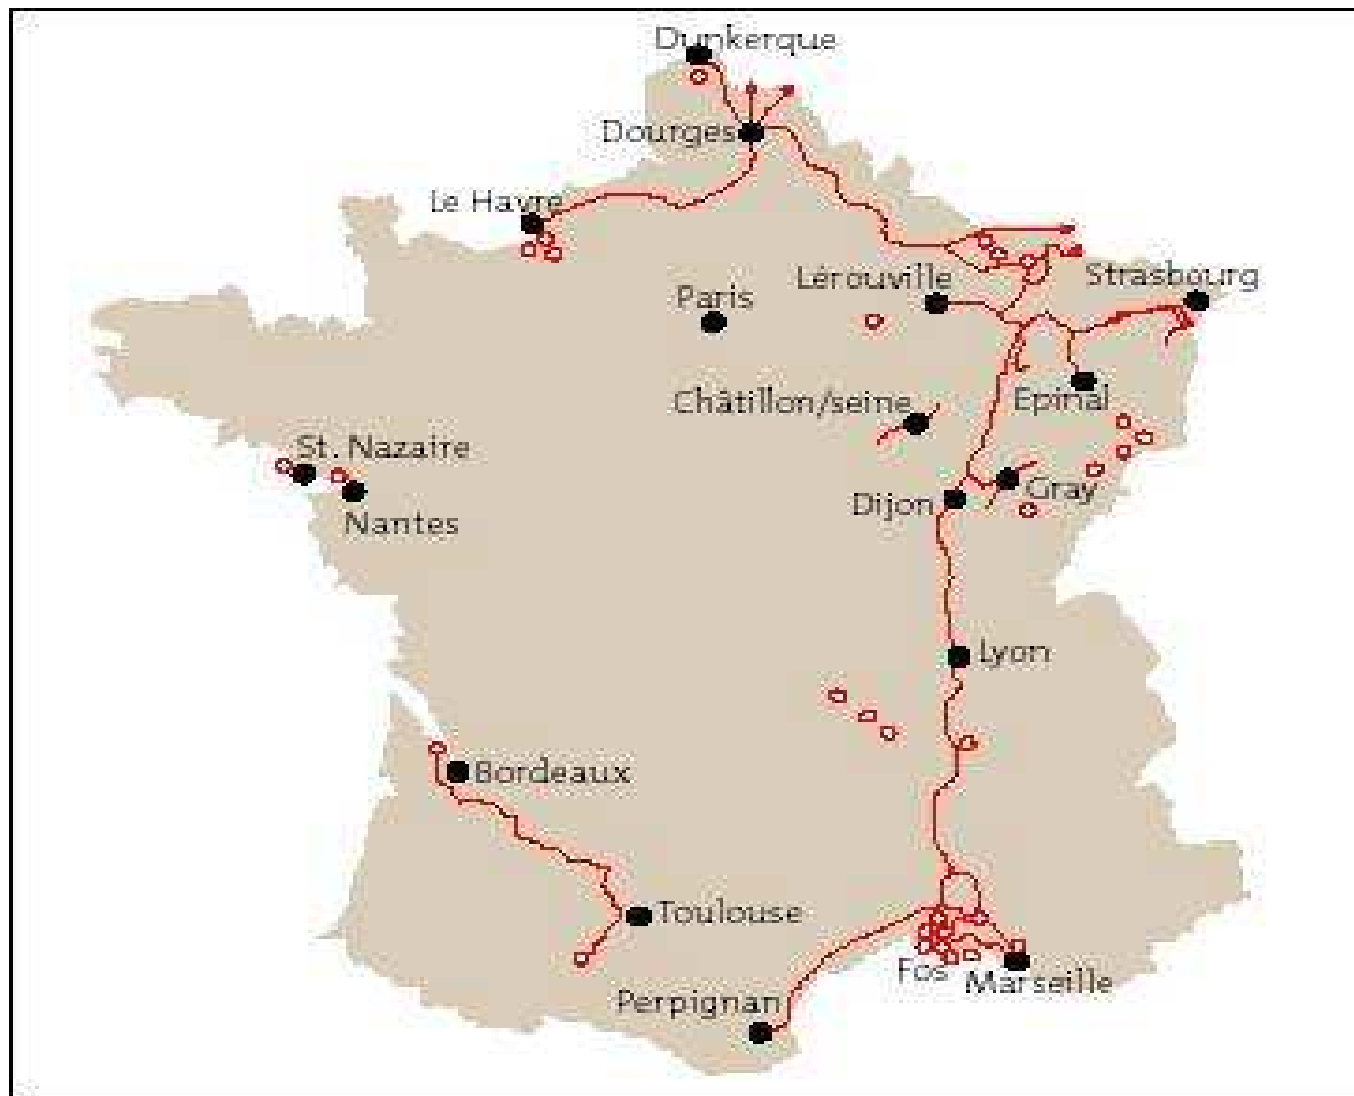 Dunkerque
Dourges
Le Havre
Lérouville
Strasbourg
Paris
Châtillon/seine
Epinal
St. Nazaire
Gray
Dijon
Nantes
Lyon
Bordeaux
Toulouse
Fos
Marseille
Perpignan